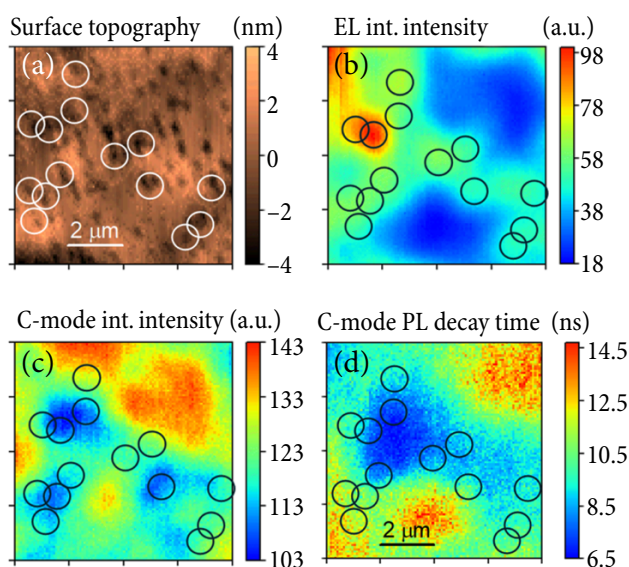 Surface topography (nm)
(a)
4
2
0
−2
−4
2 μm
EL int. intensity (a.u.)
(b)
98
78
58
38
18
C-mode int. intensity (a.u.)
(c)
143
133
123
113
103
C-mode PL decay time (ns)
(d)
14.5
12.5
10.5
8.5
6.5
2 μm